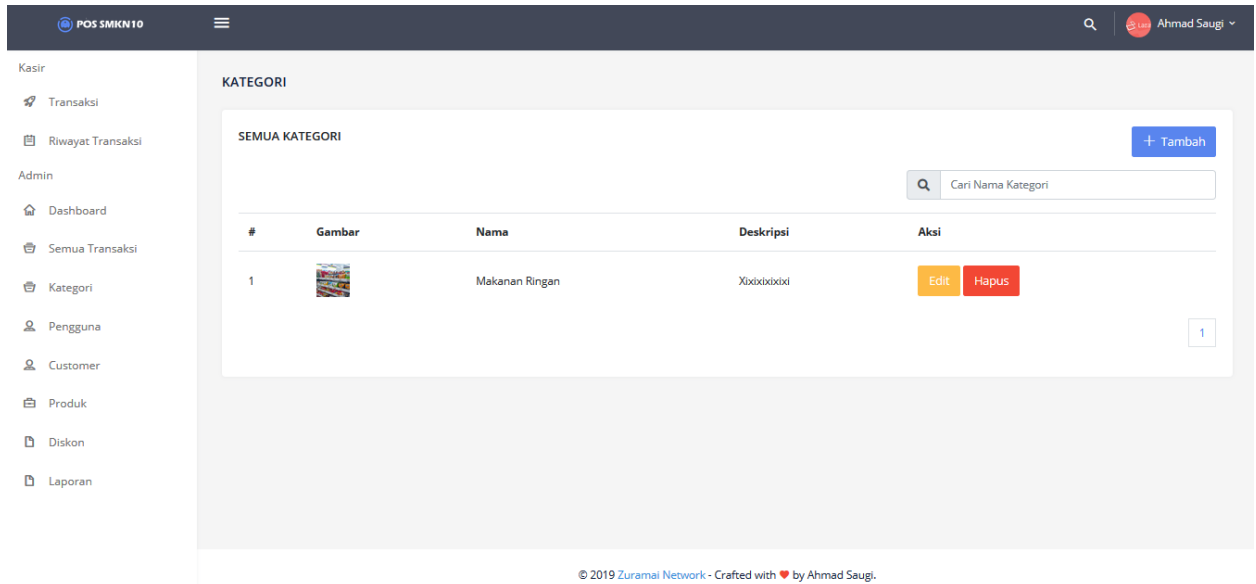 POS SMKN10
Ahmad Saugi
Kasir
Transaksi
Riwayat Transaksi
Admin
Dashboard
Semua Transaksi
Kategori
Pengguna
Customer
Produk
Diskon
Laporan
KATEGORI
SEMUA KATEGORI
+ Tambah
Cari Nama Kategori
# Gambar Nama Deskripsi Aksi
1 Makanan Ringan Xixixixixixi Edit Hapus
1
© 2019 Zuramai Network - Crafted with ♥ by Ahmad Saugi.